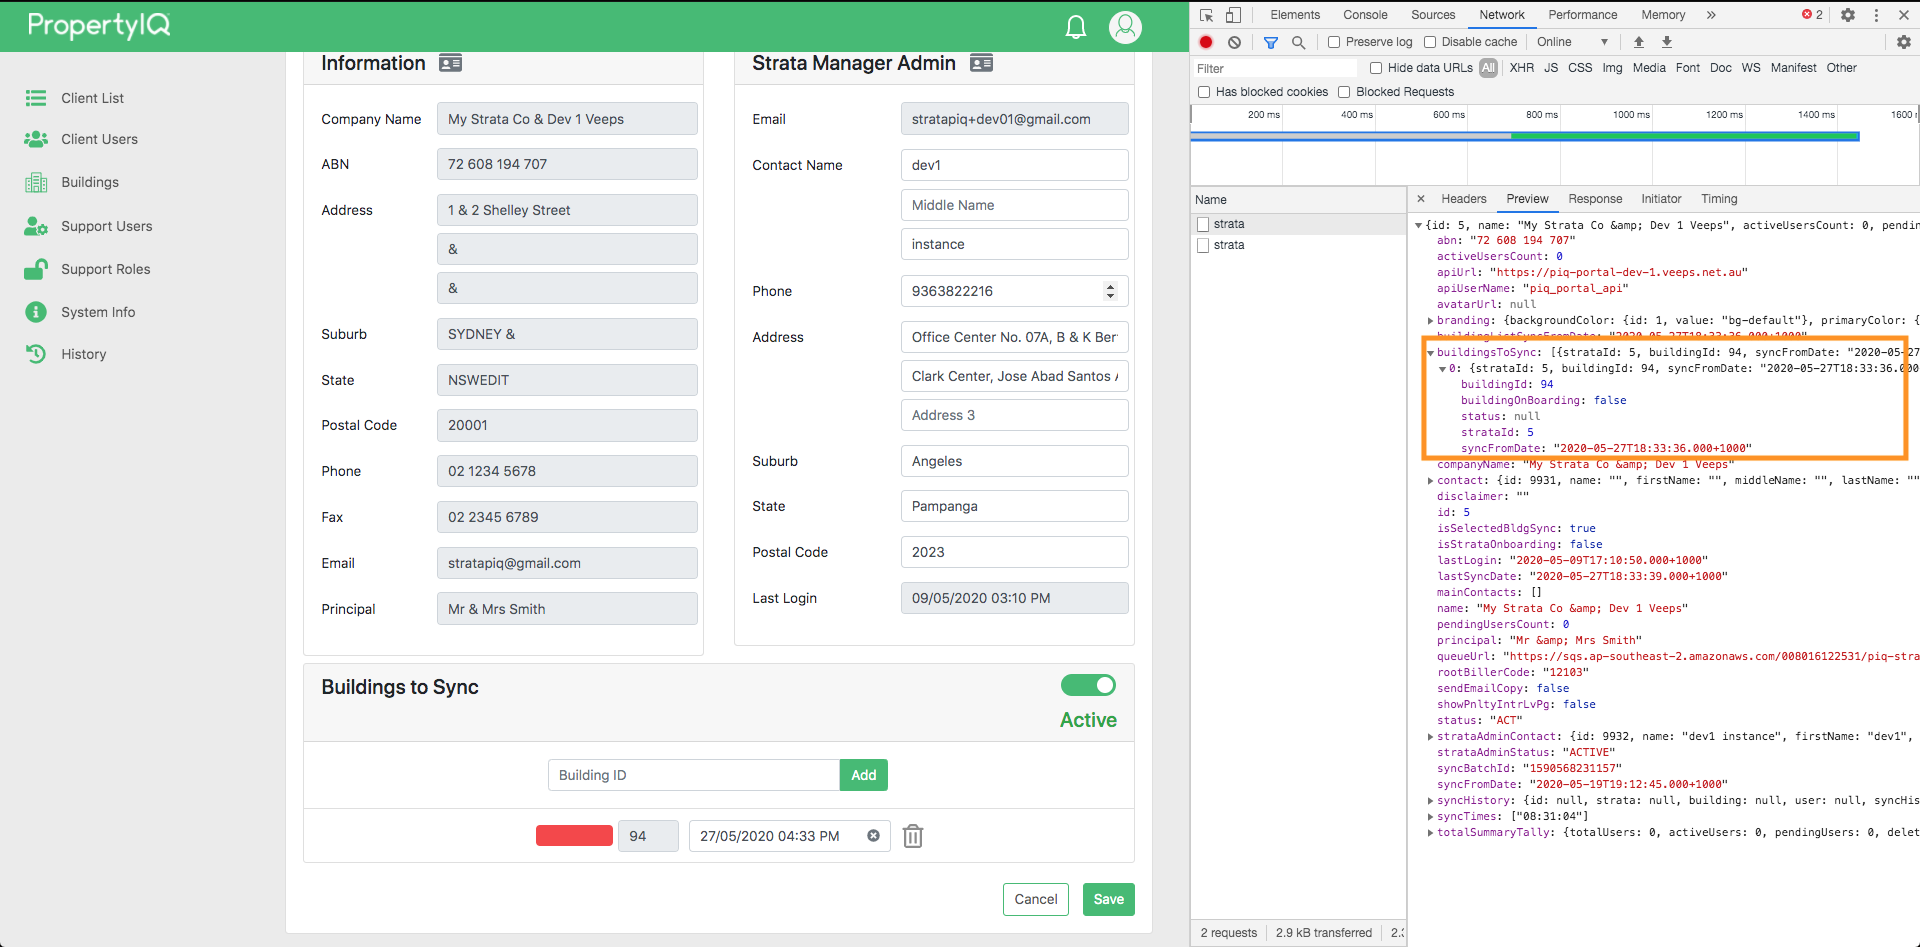 PropertyIQ
Client List
Client Users
Buildings
Support Users
Support Roles
System Info
History
Information
Company Name
My Strata Co & Dev 1 Veeps
ABN
72 608 194 707
Address
1 & 2 Shelley Street
&
&
Suburb
SYDNEY &
State
NSWEDIT
Postal Code
20001
Phone
02 1234 5678
Fax
02 2345 6789
Email
stratapiq@gmail.com
Principal
Mr & Mrs Smith
Strata Manager Admin
Email
stratapiq+dev01@gmail.com
Contact Name
dev1
Middle Name
instance
Phone
9363822216
Address
Office Center No. 07A, B & K Ber
Clark Center, Jose Abad Santos
Address 3
Suburb
Angeles
State
Pampanga
Postal Code
2023
Last Login
09/05/2020 03:10 PM
Buildings to Sync
Active
Building ID
Add
94
27/05/2020 04:33 PM
Cancel
Save
Elements Console Sources Network Performance Memory » 2
Preserve log Disable cache Online
Filter Hide data URLs All XHR JS CSS Img Media Font Doc WS Manifest Other
Has blocked cookies Blocked Requests
200 ms 400 ms 600 ms 800 ms 1000 ms 1200 ms 1400 ms 1600
Name
strata
strata
Headers Preview Response Initiator Timing
{id: 5, name: "My Strata Co &amp; Dev 1 Veeps", activeUsersCount: 0, pendin
abn: "72 608 194 707"
activeUsersCount: 0
apiUrl: "https://piq-portal-dev-1.veeps.net.au"
apiUserName: "piq_portal_api"
avatarUrl: null
branding: {backgroundColor: {id: 1, value: "bg-default"}, primaryColor: {
buildingListSyncFromDate: "2020-05-27T18:33:36.000+1000"
buildingsToSync: [{strataId: 5, buildingId: 94, syncFromDate: "2020-05-27
0: {strataId: 5, buildingId: 94, syncFromDate: "2020-05-27T18:33:36.000
buildingId: 94
buildingOnBoarding: false
status: null
strataId: 5
syncFromDate: "2020-05-27T18:33:36.000+1000"
companyName: "My Strata Co &amp; Dev 1 Veeps"
contact: {id: 9931, name: "", firstName: "", middleName: "", lastName: ""
disclaimer: ""
id: 5
isSelectedBldgSync: true
isStrataOnboarding: false
lastLogin: "2020-05-09T17:10:50.000+1000"
lastSyncDate: "2020-05-27T18:33:39.000+1000"
mainContacts: []
name: "My Strata Co &amp; Dev 1 Veeps"
pendingUsersCount: 0
principal: "Mr &amp; Mrs Smith"
queueUrl: "https://sqs.ap-southeast-2.amazonaws.com/008016122531/piq-stra
rootBillerCode: "12103"
sendEmailCopy: false
showPnltyIntrLvPg: false
status: "ACT"
strataAdminContact: {id: 9932, name: "dev1 instance", firstName: "dev1",
strataAdminStatus: "ACTIVE"
syncBatchId: "1590568231157"
syncFromDate: "2020-05-19T19:12:45.000+1000"
syncHistory: {id: null, strata: null, building: null, user: null, syncHis
syncTimes: ["08:31:04"]
totalSummaryTally: {totalUsers: 0, activeUsers: 0, pendingUsers: 0, delet
2 requests 2.9 kB transferred